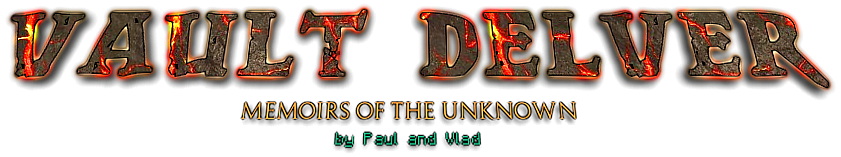 VAULT DELVER
MEMOIRS OF THE UNKNOWN
by Paul and Vlad